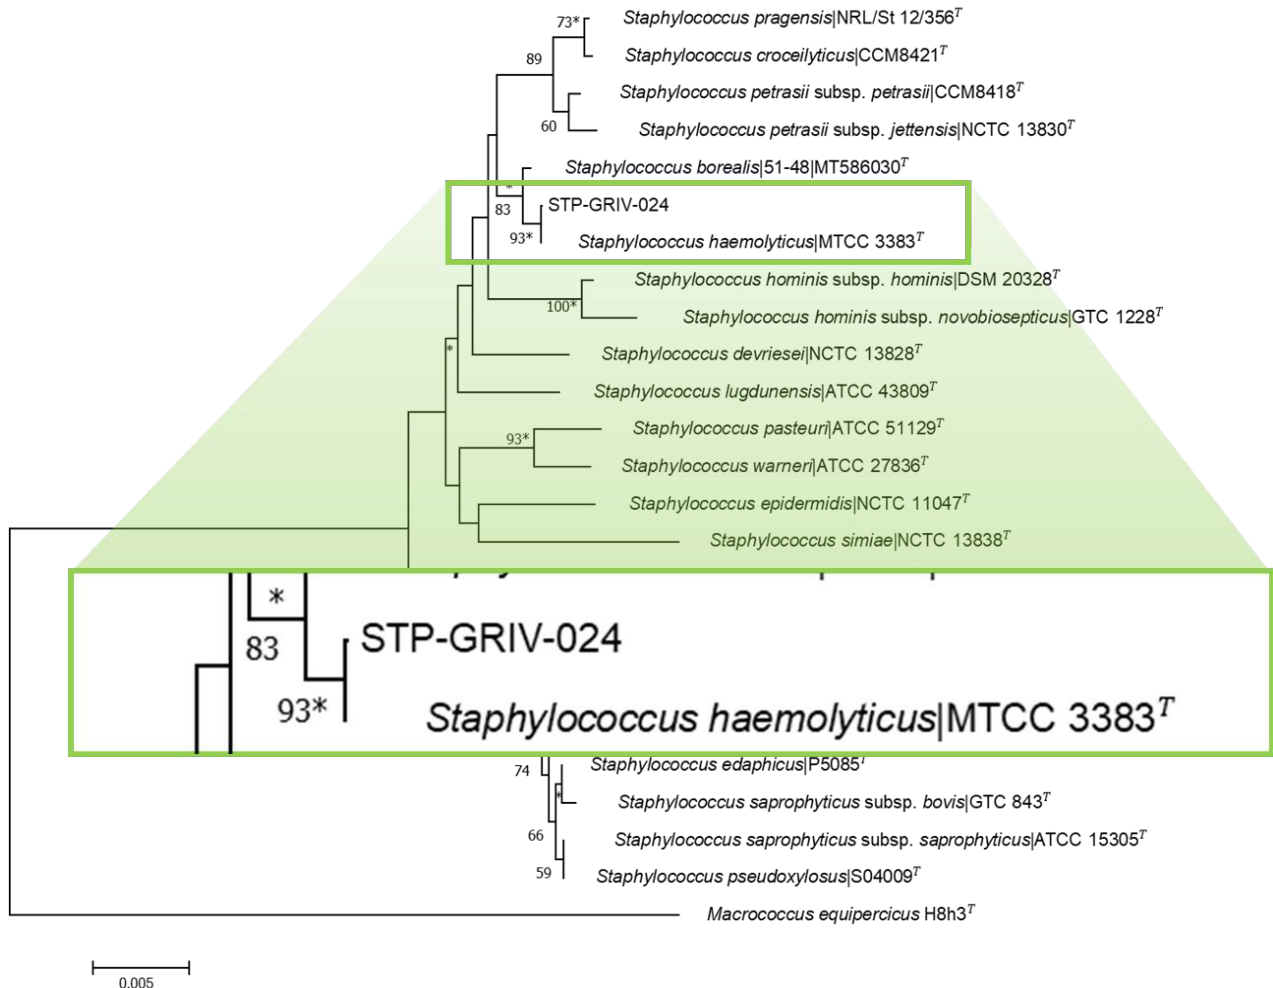 73* Staphylococcus pragensis|NRL/St 12/356T
Staphylococcus croceilyticus|CCM8421T
89
Staphylococcus petrasii subsp. petrasii|CCM8418T
60
Staphylococcus petrasii subsp. jettensis|NCTC 13830T
Staphylococcus borealis|51-48|MT586030T
*
83
STP-GRIV-024
93*
Staphylococcus haemolyticus|MTCC 3383T
Staphylococcus hominis subsp. hominis|DSM 20328T
100*
Staphylococcus hominis subsp. novobiosepticus|GTC 1228T
*
Staphylococcus devriesei|NCTC 13828T
Staphylococcus lugdunensis|ATCC 43809T
Staphylococcus pasteuri|ATCC 51129T
93*
Staphylococcus warneri|ATCC 27836T
Staphylococcus epidermidis|NCTC 11047T
Staphylococcus simiae|NCTC 13838T
*
83
STP-GRIV-024
93*
Staphylococcus haemolyticus|MTCC 3383T
74
Staphylococcus edaphicus|P5085T
*
Staphylococcus saprophyticus subsp. bovis|GTC 843T
66
Staphylococcus saprophyticus subsp. saprophyticus|ATCC 15305T
59
Staphylococcus pseudoxylosus|S04009T
Macrococcus equipercicus H8h3T
0.005